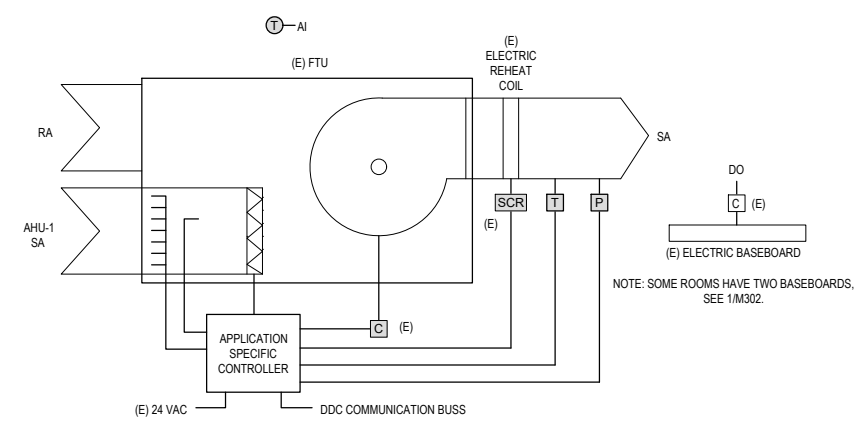 T AI
(E)
ELECTRIC
REHEAT
COIL
(E) FTU
RA
SA
AHU-1
SA
DO
C (E)
SCR T P
(E)
(E) ELECTRIC BASEBOARD
NOTE: SOME ROOMS HAVE TWO BASEBOARDS,
SEE 1/M302.
C (E)
APPLICATION
SPECIFIC
CONTROLLER
(E) 24 VAC
DDC COMMUNICATION BUSS